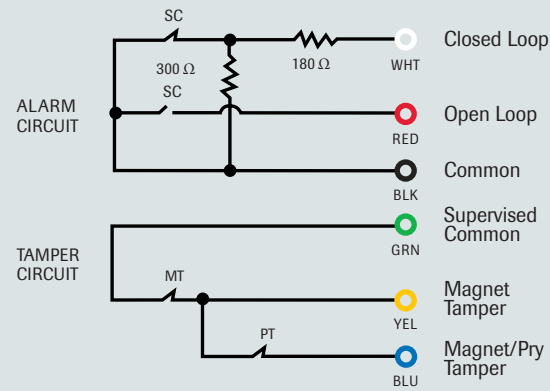 SC
Closed Loop
300 Ω
180 Ω
WHT
SC
ALARM
CIRCUIT
Open Loop
RED
Common
BLK
Supervised
Common
GRN
TAMPER
CIRCUIT
MT
Magnet
Tamper
YEL
PT
Magnet/Pry
Tamper
BLU